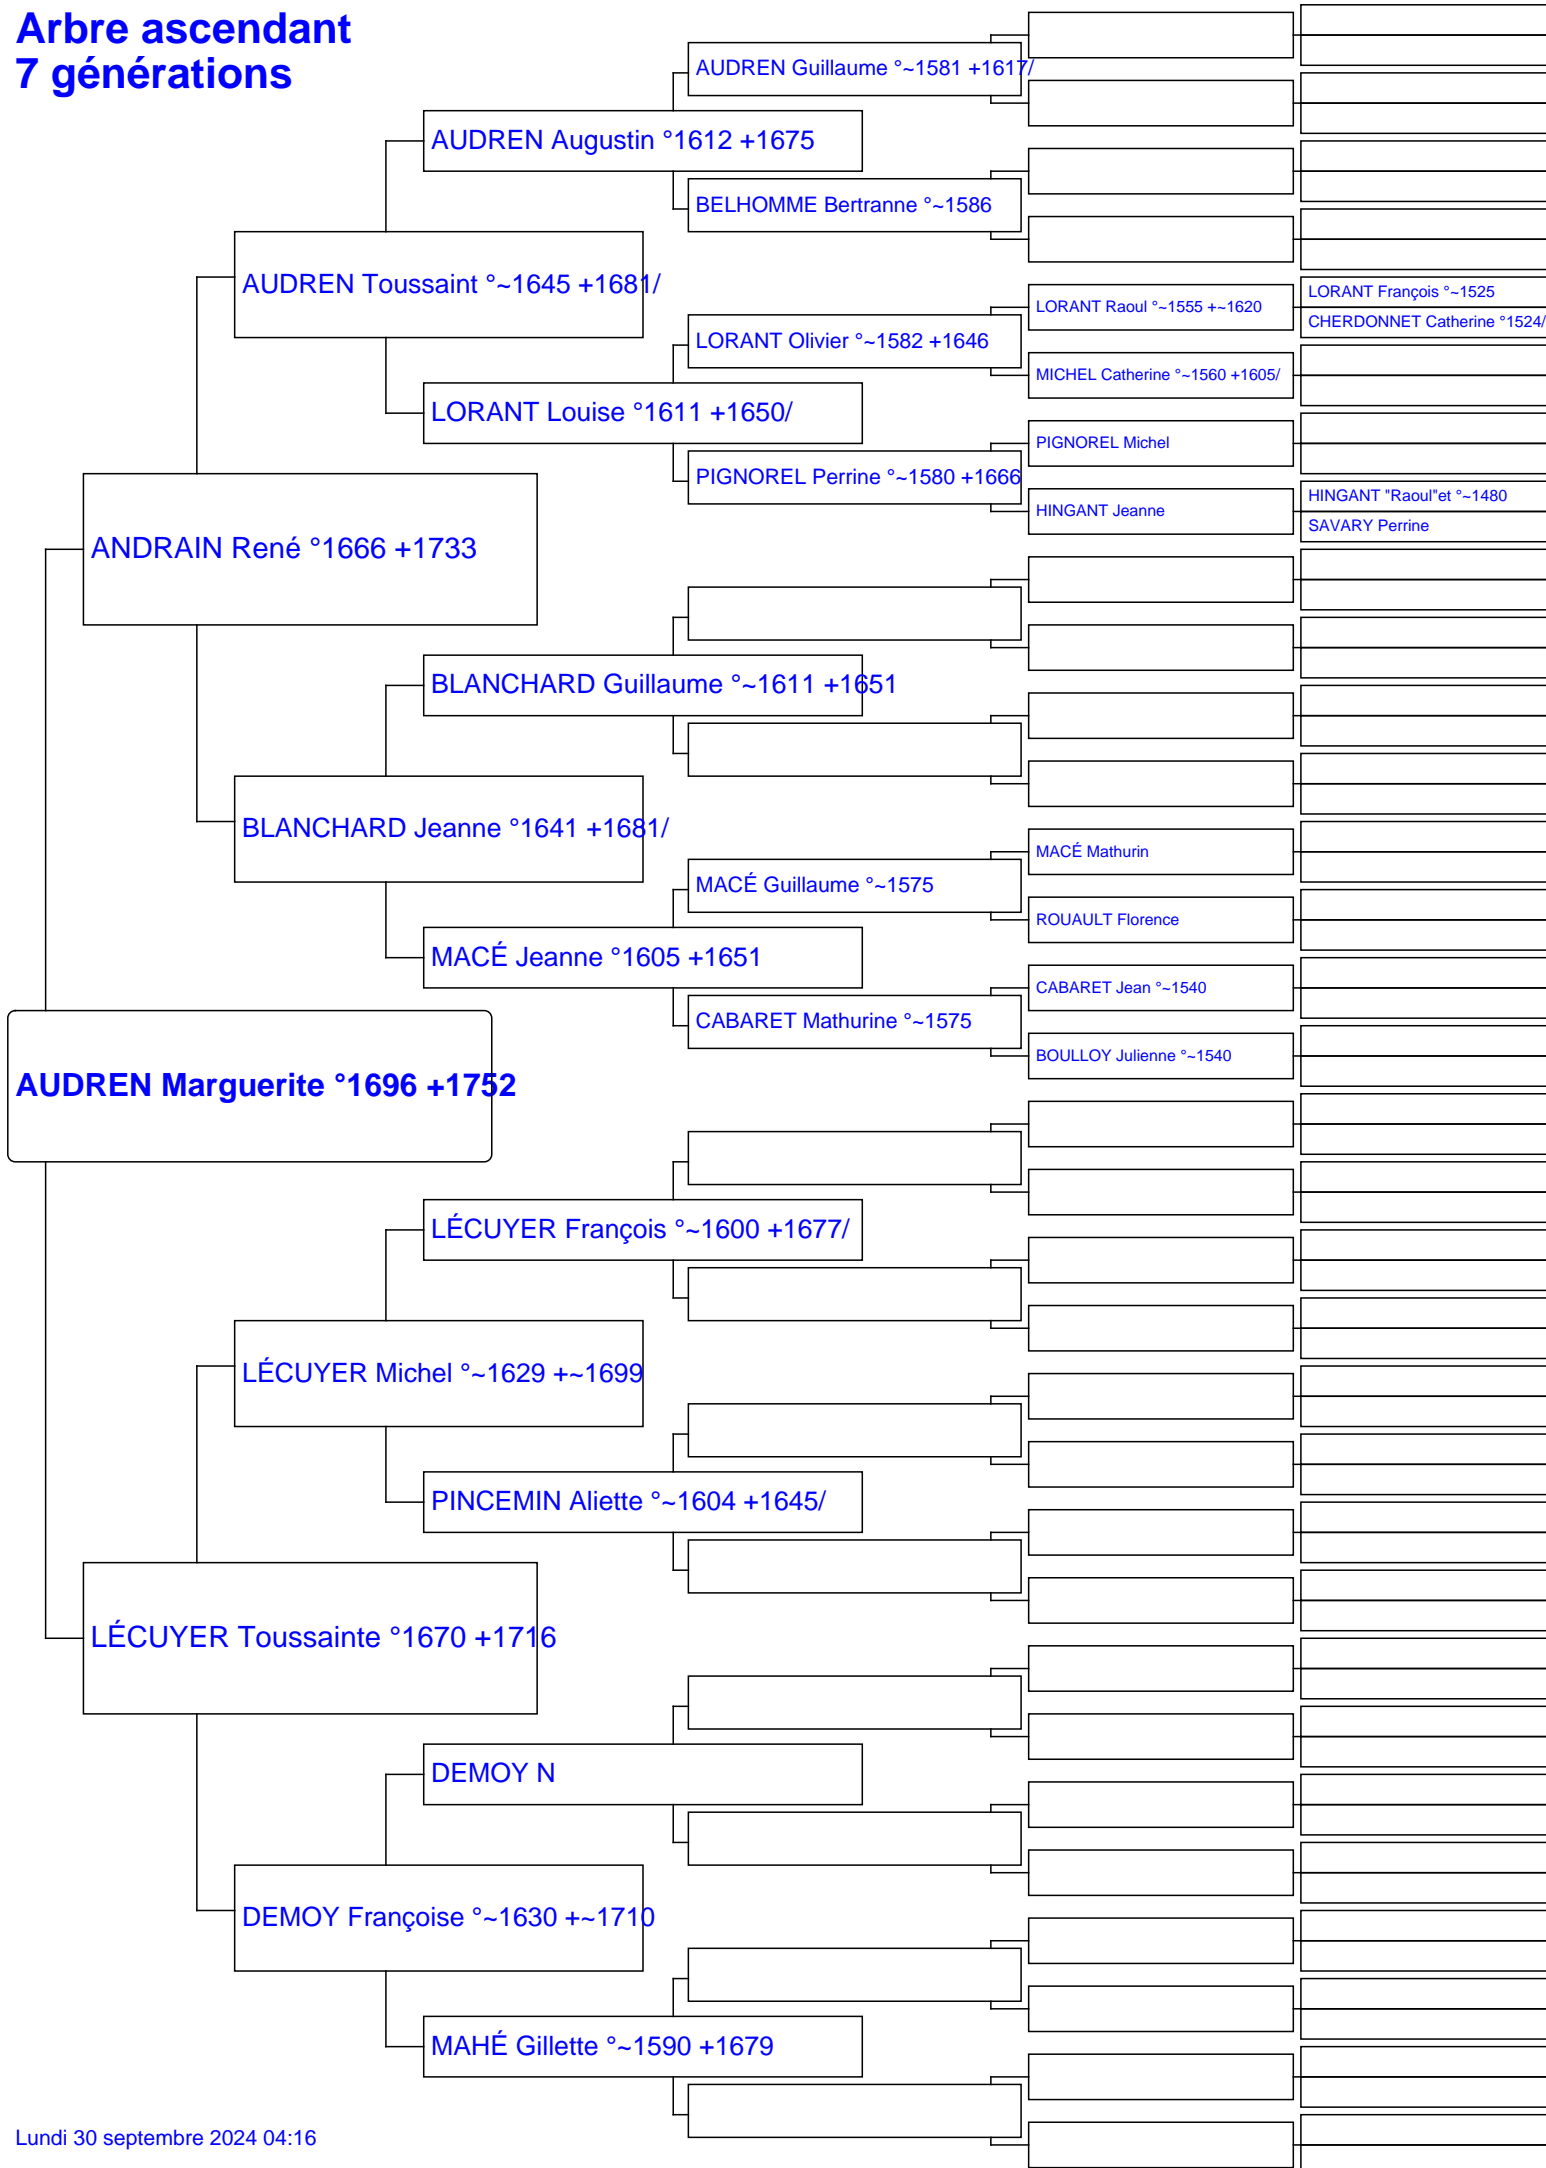 Arbre ascendant
7 générations
AUDREN Guillaume °~1581 +1617/
AUDREN Augustin °1612 +1675
BELHOMME Bertranne °~1586
AUDREN Toussaint °~1645 +1681/
LORANT François °~1525
LORANT Raoul °~1555 +~1620
CHERDONNET Catherine °1524/
LORANT Olivier °~1582 +1646
MICHEL Catherine °~1560 +1605/
LORANT Louise °1611 +1650/
PIGNOREL Michel
PIGNOREL Perrine °~1580 +1666
HINGANT "Raoul"et °~1480
HINGANT Jeanne
SAVARY Perrine
ANDRAIN René °1666 +1733
BLANCHARD Guillaume °~1611 +1651
BLANCHARD Jeanne °1641 +1681/
MACÉ Mathurin
MACÉ Guillaume °~1575
ROUAULT Florence
MACÉ Jeanne °1605 +1651
CABARET Jean °~1540
CABARET Mathurine °~1575
BOULLOY Julienne °~1540
AUDREN Marguerite °1696 +1752
LÉCUYER François °~1600 +1677/
LÉCUYER Michel °~1629 +~1699
PINCEMIN Aliette °~1604 +1645/
LÉCUYER Toussainte °1670 +1716
DEMOY N
DEMOY Françoise °~1630 +~1710
MAHÉ Gillette °~1590 +1679
Lundi 30 septembre 2024 04:16